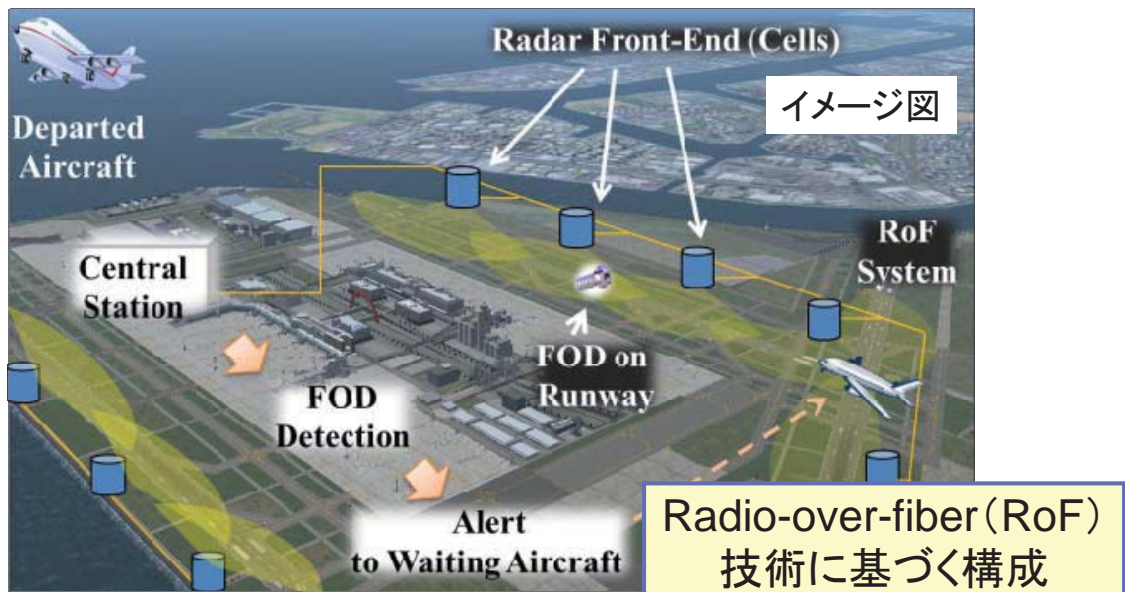 Radar Front-End (Cells)
イメージ図
Departed
Aircraft
RoF
System
Central
Station
FOD on
Runway
FOD
Detection
Alert
to Waiting Aircraft
Radio-over-fiber(RoF)
技術に基づく構成